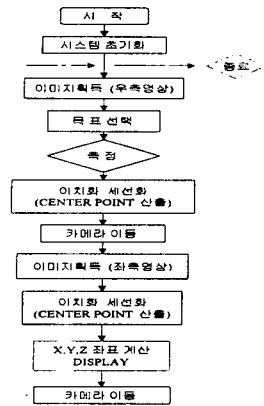 시 작
시스템 초기화
종료
이미지획득 (우측영상)
목표 선택
측 정
이치화 세선화
(CENTER POINT 산출)
카메라 이동
이미지획득 (좌측영상)
이치화 세선화
(CENTER POINT 산출)
X.Y.Z 좌표 계산
DISPLAY
카메라 이동